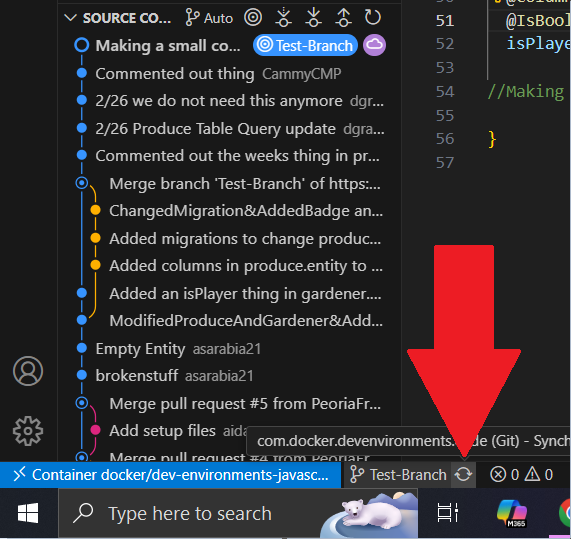 SOURCE CO...
Auto
Making a small co...
Test-Branch
Commented out thing CammyCMP
2/26 we do not need this anymore dgr...
2/26 Produce Table Query update dgra...
Commented out the weeks thing in pr...
Merge branch 'Test-Branch' of https:...
ChangedMigration&AddedBadge an...
Added migrations to change produc...
Added columns in produce.entity to ...
Added an isPlayer thing in gardener....
ModifiedProduceAndGardener&Add...
Empty Entity asarabia21
brokenstuff asarabia21
Merge pull request #5 from PeoriaFr...
Add setup files aida
Merge pull request #4 from PeoriaFr...
51 @IsBool
52 isPlaye
53
54 //Making
55
56 }
57
com.docker.devenvironments. de (Git) - Synch
Container docker/dev-environments-javasc...
Test-Branch
0
0
Type here to search
M365